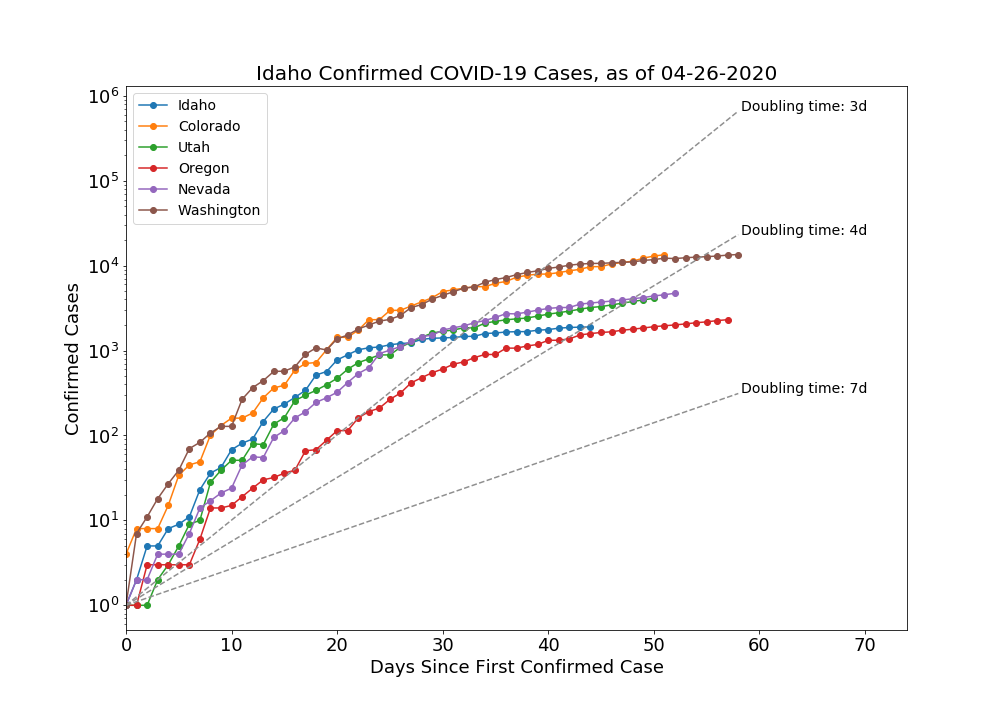 Idaho Confirmed COVID-19 Cases, as of 04-26-2020
Idaho
Colorado
Utah
Oregon
Nevada
Washington
Doubling time: 3d
Doubling time: 4d
Doubling time: 7d
10^6
10^5
10^4
10^3
10^2
10^1
10^0
Confirmed Cases
0 10 20 30 40 50 60 70
Days Since First Confirmed Case